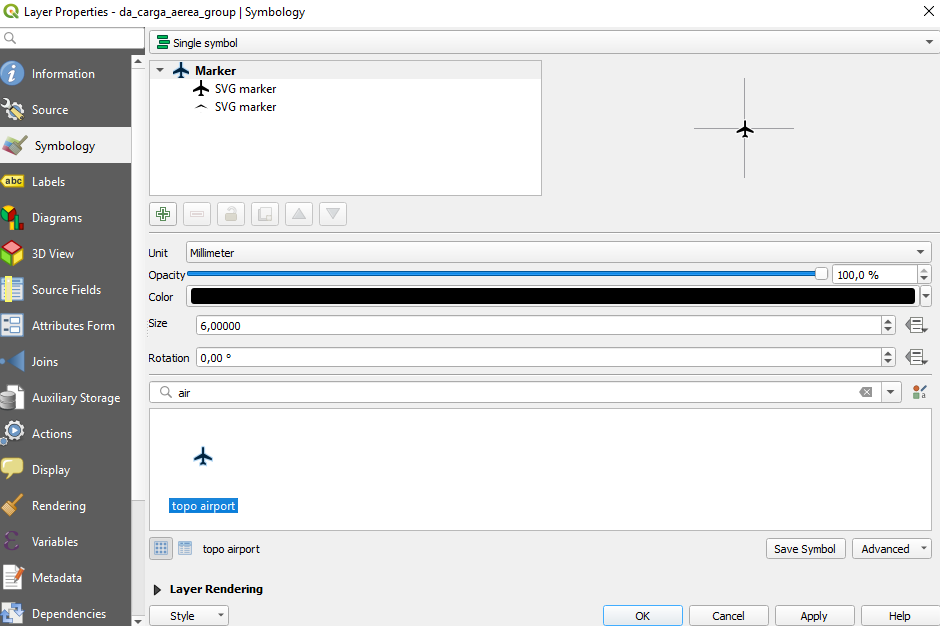 Layer Properties - da_carga_aerea_group | Symbology
Information
Source
Symbology
abc Labels
Diagrams
3D View
Source Fields
Attributes Form
Joins
Auxiliary Storage
Actions
Display
Rendering
Variables
Metadata
Dependencies
Single symbol
Marker
SVG marker
SVG marker
Unit Millimeter
Opacity 100,0 %
Color
Size 6,00000
Rotation 0,00 °
air
topo airport
topo airport
Save Symbol Advanced
Layer Rendering
Style OK Cancel Apply Help